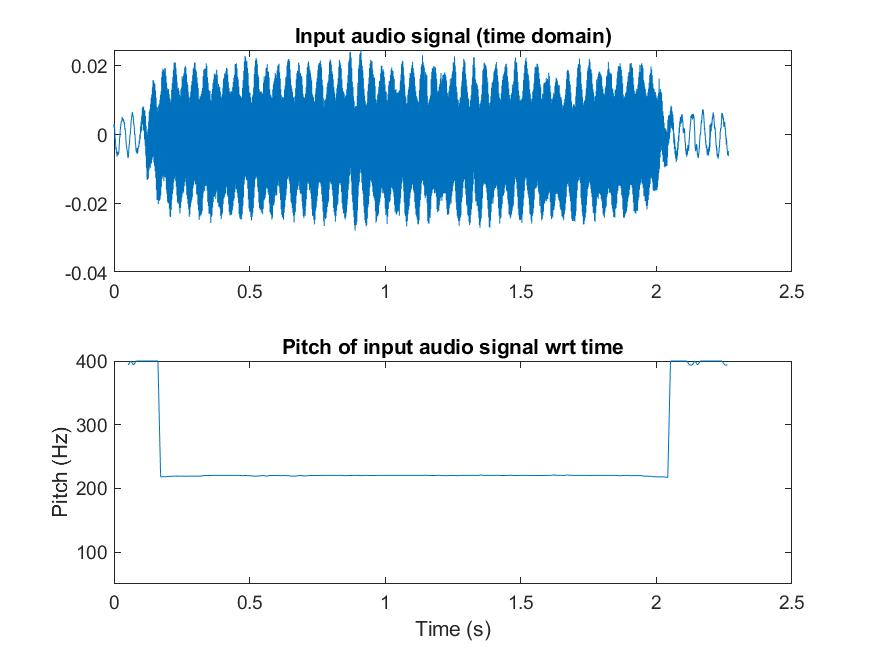 Input audio signal (time domain)
0.02
0
-0.02
-0.04
0 0.5 1 1.5 2 2.5
Pitch of input audio signal wrt time
400
300
200
100
Pitch (Hz)
0 0.5 1 1.5 2 2.5
Time (s)